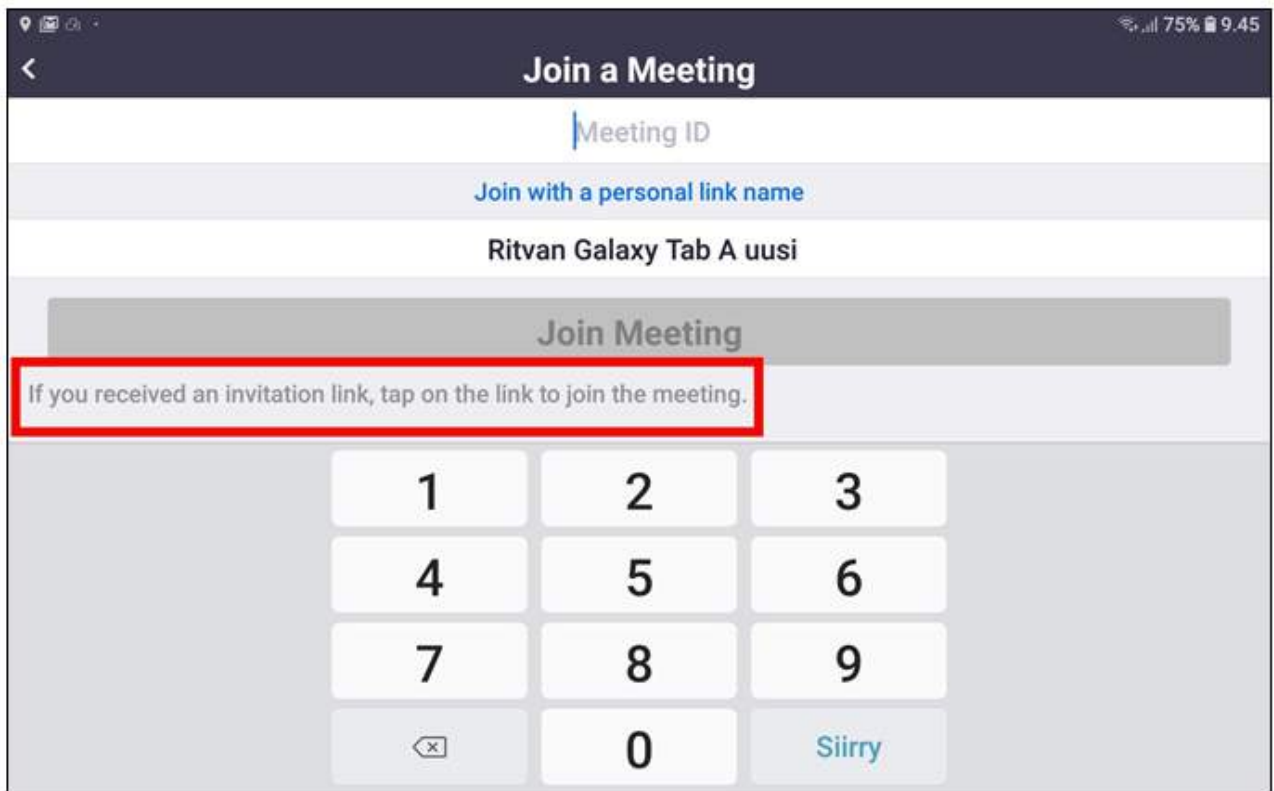 75% 9.45
Join a Meeting
Meeting ID
Join with a personal link name
Ritvan Galaxy Tab A uusi
Join Meeting
If you received an invitation link, tap on the link to join the meeting.
1 2 3
4 5 6
7 8 9
0 Siirry